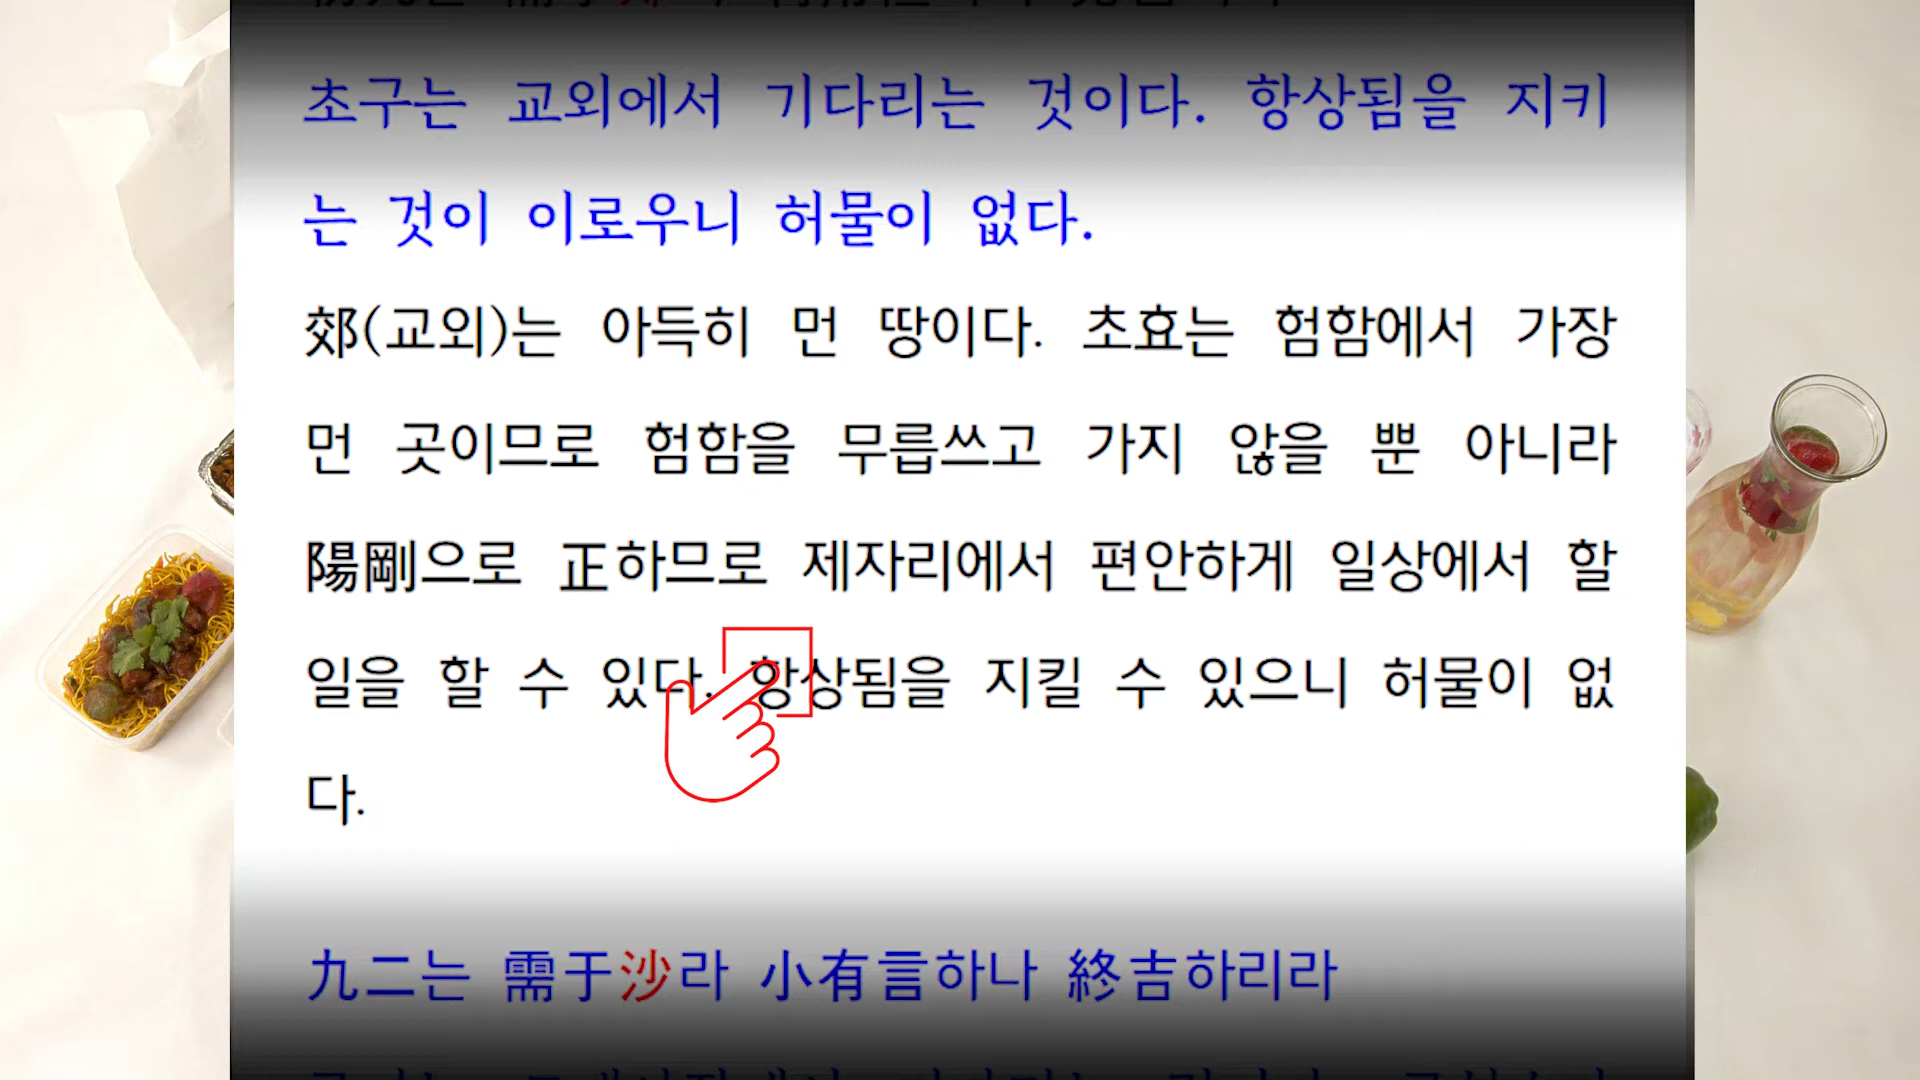 초구는 교외에서 기다리는 것이다. 항상됨을 지키
는 것이 이로우니 허물이 없다.
郊(교외)는 아득히 먼 땅이다. 초효는 험함에서 가장
먼 곳이므로 험함을 무릅쓰고 가지 않을 뿐 아니라
陽剛으로 正하므로 제자리에서 편안하게 일상에서 할
일을 할 수 있다. 항상됨을 지킬 수 있으니 허물이 없
다.
九二는 需于沙라 小有言하나 終吉하리라